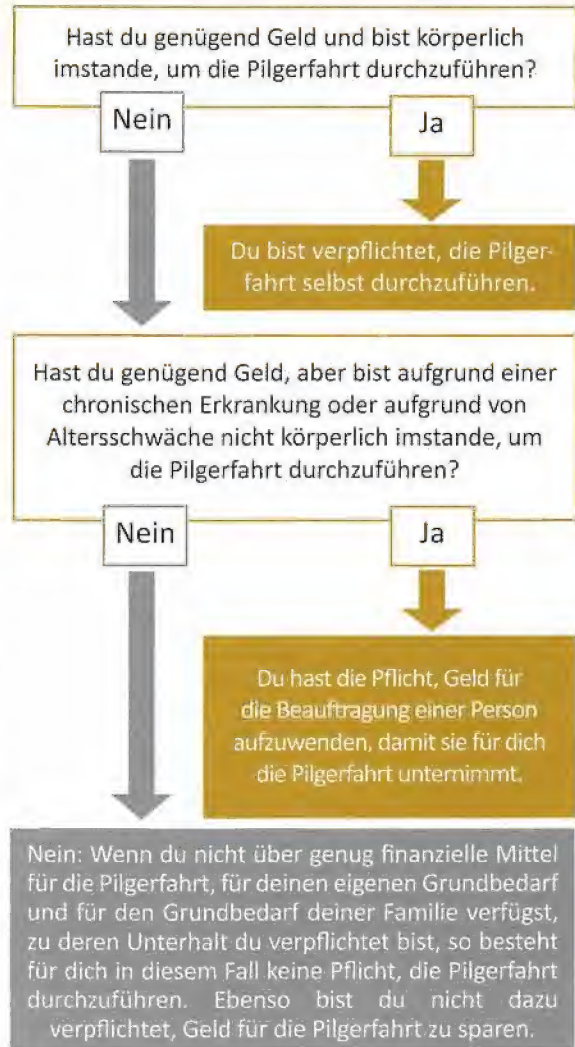 Hast du genügend Geld und bist körperlich
imstande, um die Pilgerfahrt durchzuführen?
Nein
Ja
Du bist verpflichtet, die Pilger-
fahrt selbst durchzuführen.
Hast du genügend Geld, aber bist aufgrund einer
chronischen Erkrankung oder aufgrund von
Altersschwäche nicht körperlich imstande, um
die Pilgerfahrt durchzuführen?
Nein
Ja
Du hast die Pflicht, Geld für
die Beauftragung einer Person
aufzuwenden, damit sie für dich
die Pilgerfahrt unternimmt.
Nein: Wenn du nicht über genug finanzielle Mittel
für die Pilgerfahrt, für deinen eigenen Grundbedarf
und für den Grundbedarf deiner Familie verfügst,
zu deren Unterhalt du verpflichtet bist, so besteht
für dich in diesem Fall keine Pflicht, die Pilgerfahrt
durchzuführen. Ebenso bist du nicht dazu
verpflichtet, Geld für die Pilgerfahrt zu sparen.